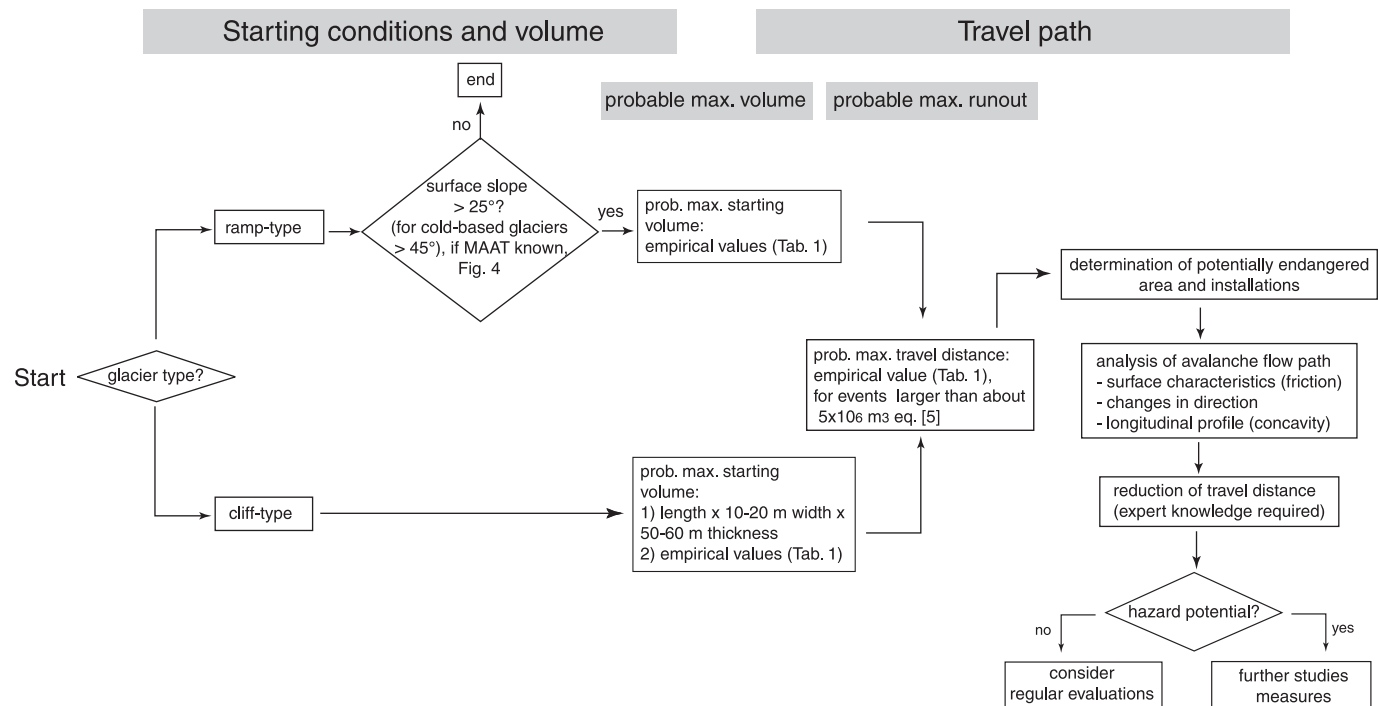 Starting conditions and volume
Travel path
probable max. volume
probable max. runout
end
no
surface slope
> 25°?
(for cold-based glaciers
> 45°), if MAAT known,
Fig. 4
yes
ramp-type
prob. max. starting
volume:
empirical values (Tab. 1)
Start
glacier type?
cliff-type
prob. max. starting
volume:
1) length x 10-20 m width x
50-60 m thickness
2) empirical values (Tab. 1)
prob. max. travel distance:
empirical value (Tab. 1),
for events larger than about
5x106 m3 eq. [5]
determination of potentially endangered
area and installations
analysis of avalanche flow path
- surface characteristics (friction)
- changes in direction
- longitudinal profile (concavity)
reduction of travel distance
(expert knowledge required)
hazard potential?
no
yes
consider
regular evaluations
further studies
measures